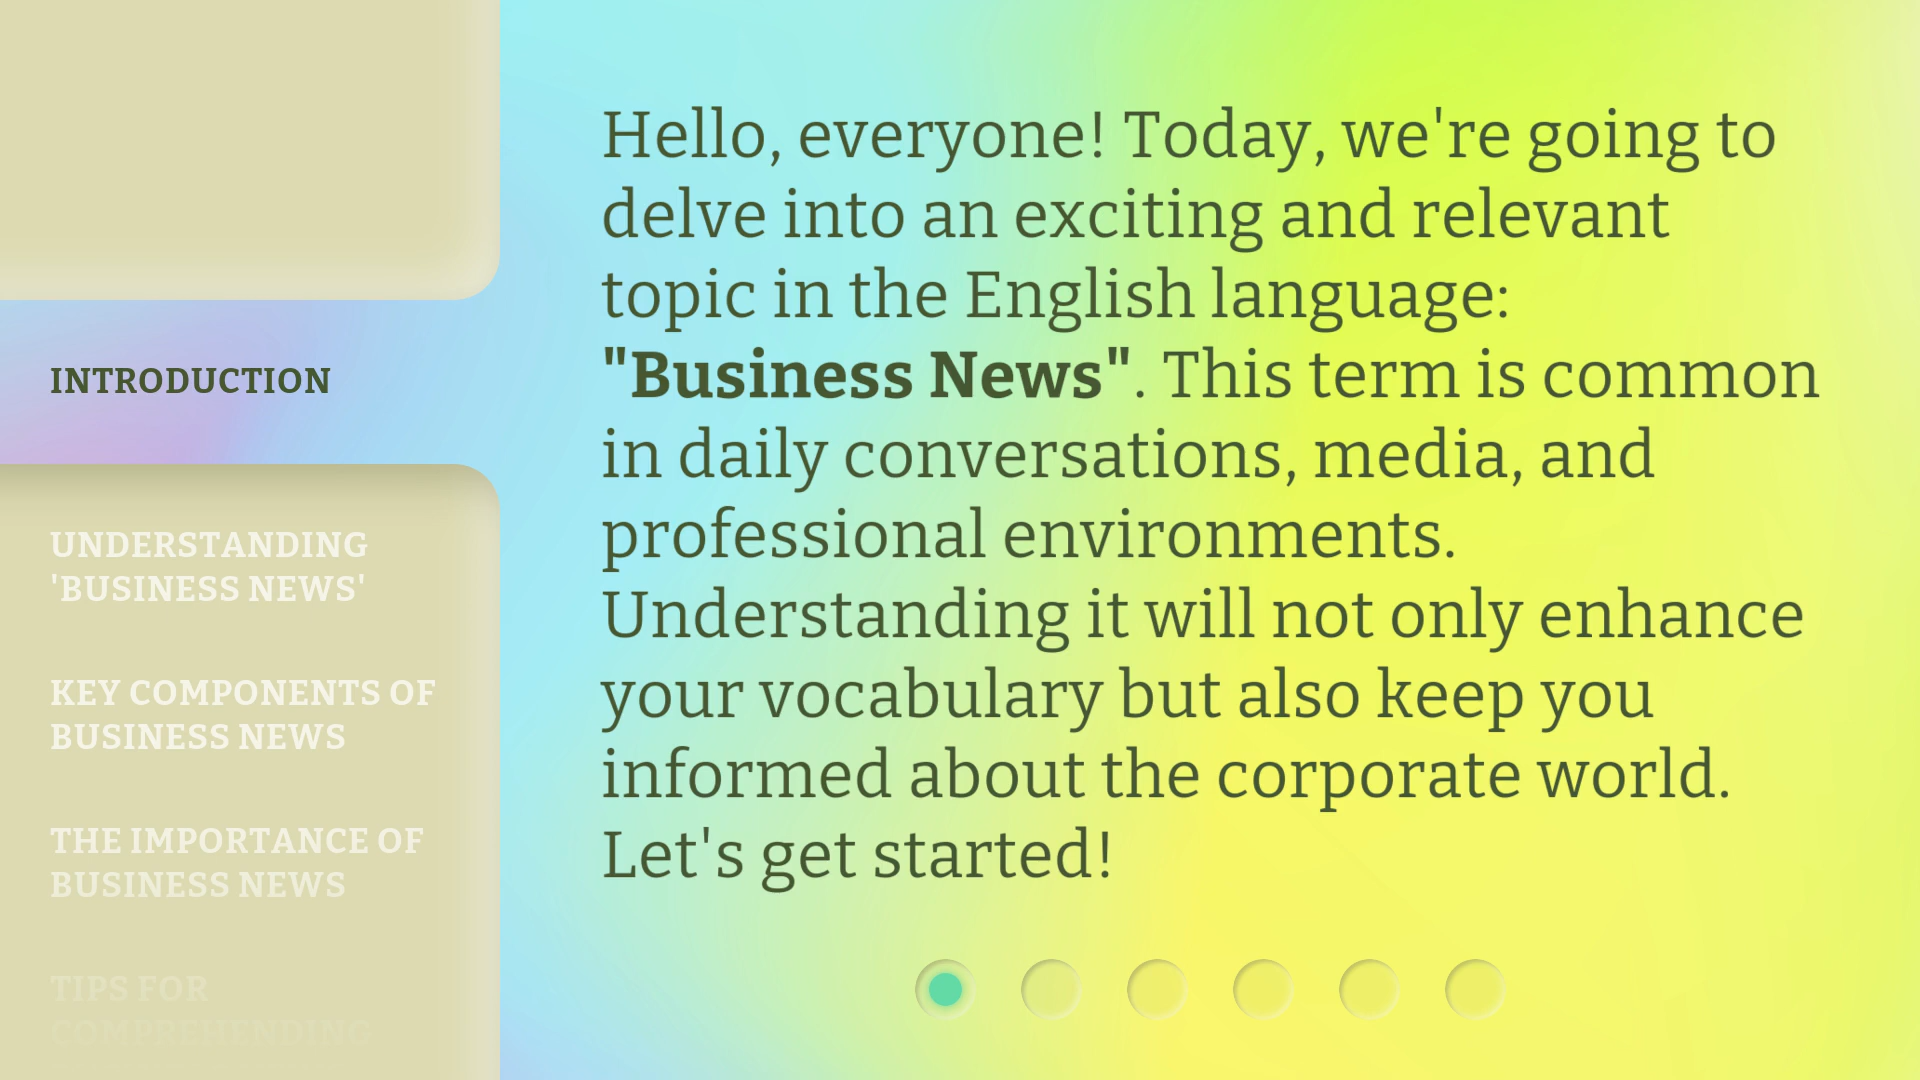 INTRODUCTION
UNDERSTANDING
'BUSINESS NEWS'
KEY COMPONENTS OF
BUSINESS NEWS
THE IMPORTANCE OF
BUSINESS NEWS
TIPS FOR
COMPREHENDING
Hello, everyone! Today, we're going to
delve into an exciting and relevant
topic in the English language:
"Business News". This term is common
in daily conversations, media, and
professional environments.
Understanding it will not only enhance
your vocabulary but also keep you
informed about the corporate world.
Let's get started!